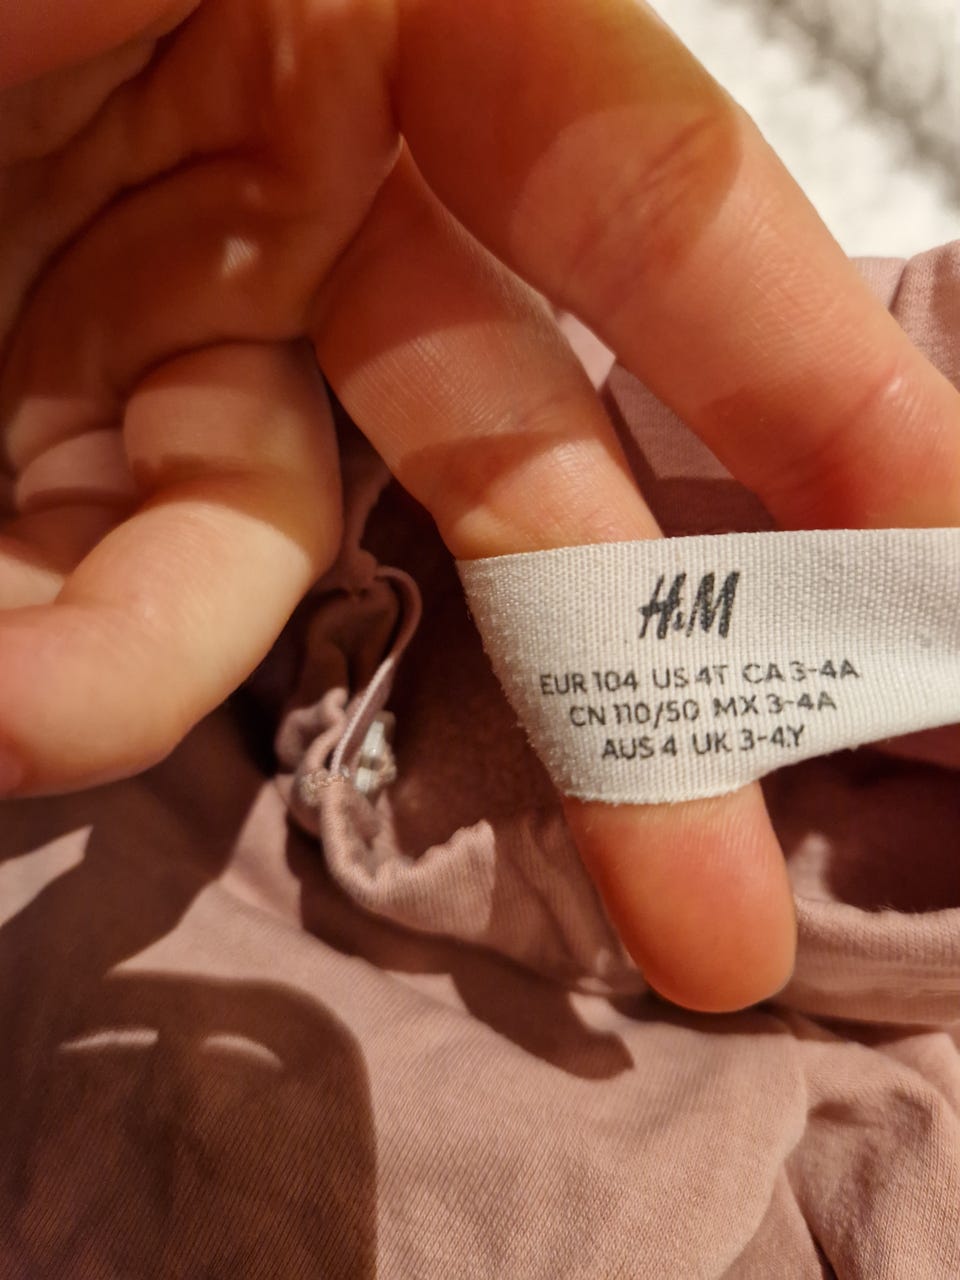 H&M
EUR 104 US 4T CA 3-4A
CN 110/50 MX 3-4A
AUS 4 UK 3-4Y